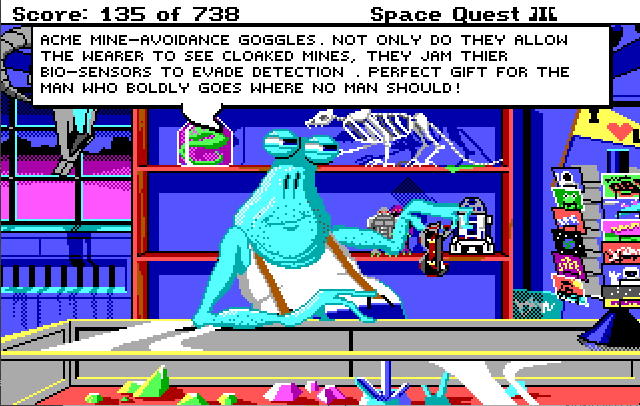 Score: 135 of 738 Space Quest III
ACME MINE-AVOIDANCE GOGGLES. NOT ONLY DO THEY ALLOW
THE WEARER TO SEE CLOAKED MINES, THEY JAM THIER
BIO-SENSORS TO EVADE DETECTION . PERFECT GIFT FOR THE
MAN WHO BOLDLY GOES WHERE NO MAN SHOULD!
I